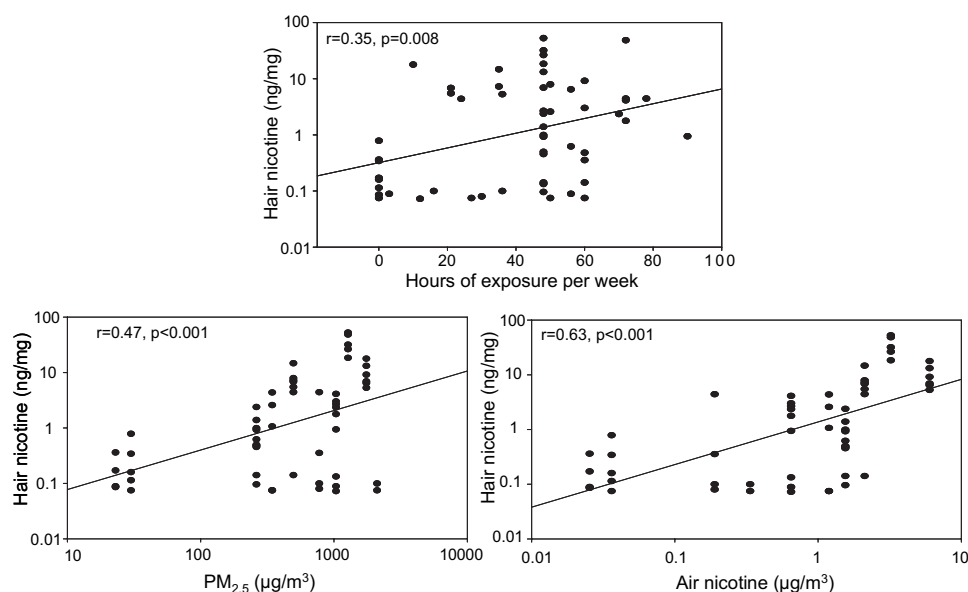 r=0.35, p=0.008
Hair nicotine (ng/mg)
100
10
1
0.1
0.01
0 20 40 60 80 100
Hours of exposure per week
r=0.47, p<0.001
Hair nicotine (ng/mg)
100
10
1
0.1
0.01
10 100 1000 10000
PM2.5 (µg/m³)
r=0.63, p<0.001
Hair nicotine (ng/mg)
100
10
1
0.1
0.01
0.01 0.1 1 10
Air nicotine (µg/m³)